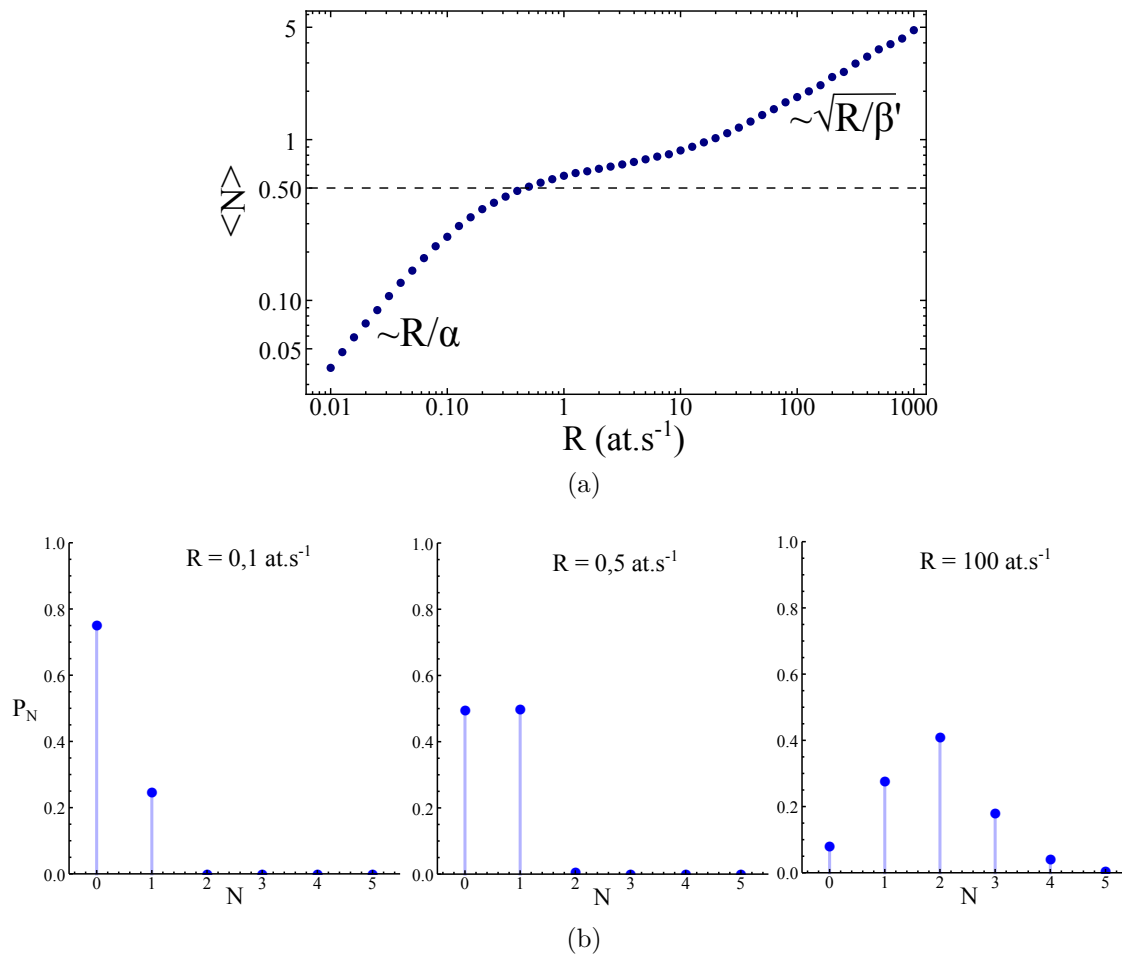 5
1
0.50
0.10
0.05
<N>
~R/α
~√R/β'
0.01 0.10 1 10 100 1000
R (at.s⁻¹)
(a)
R = 0,1 at.s⁻¹
1.0
0.8
0.6
0.4
0.2
0.0
P_N
0 1 2 3 4 5
N
R = 0,5 at.s⁻¹
1.0
0.8
0.6
0.4
0.2
0.0
0 1 2 3 4 5
N
R = 100 at.s⁻¹
1.0
0.8
0.6
0.4
0.2
0.0
0 1 2 3 4 5
N
(b)